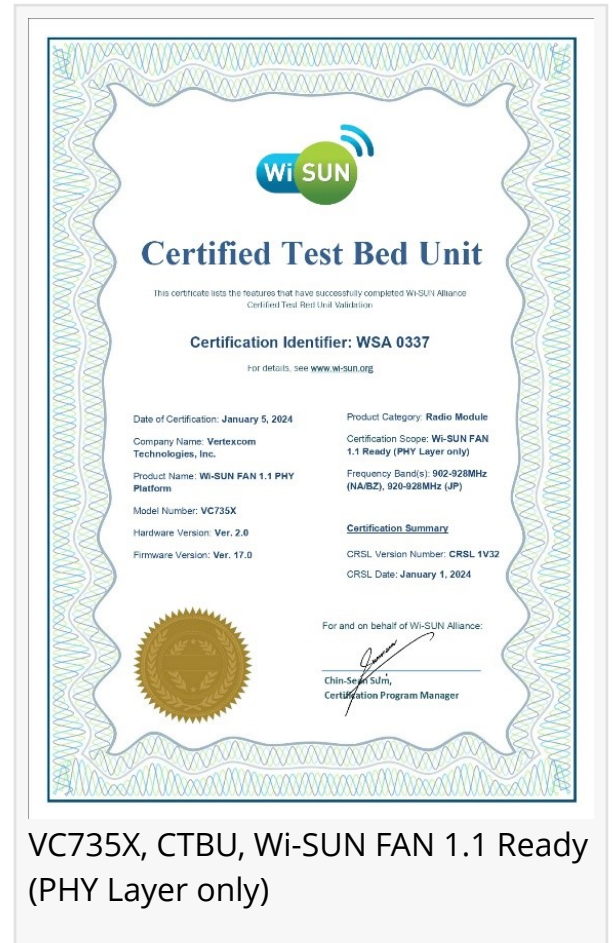 Wi SUN
Certified Test Bed Unit
This certificate lists the features that have successfully completed Wi-SUN Alliance
Certified Test Bed Unit Validation
Certification Identifier: WSA 0337
For details, see www.wi-sun.org
Date of Certification: January 5, 2024
Company Name: Vertexcom
Technologies, Inc.
Product Name: Wi-SUN FAN 1.1 PHY
Platform
Model Number: VC735X
Hardware Version: Ver. 2.0
Firmware Version: Ver. 17.0
Product Category: Radio Module
Certification Scope: Wi-SUN FAN
1.1 Ready (PHY Layer only)
Frequency Band(s): 902-928MHz
(NA/BZ), 920-928MHz (JP)
Certification Summary
CRSL Version Number: CRSL 1V32
CRSL Date: January 1, 2024
For and on behalf of Wi-SUN Alliance:
Chin-Sean Sum,
Certification Program Manager
VC735X, CTBU, Wi-SUN FAN 1.1 Ready
(PHY Layer only)